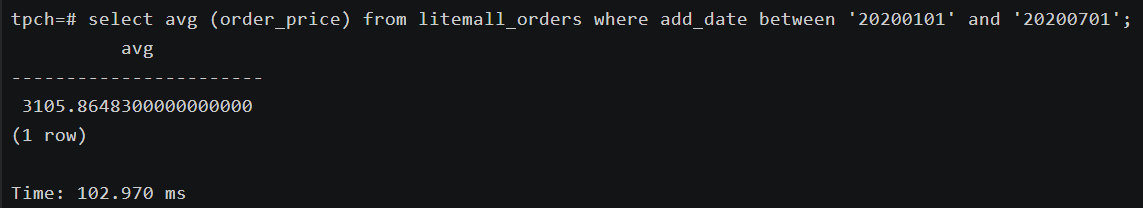 tpch=# select avg (order_price) from litemall_orders where add_date between '20200101' and '20200701';
avg
-----------------------
3105.8648300000000000
(1 row)
Time: 102.970 ms